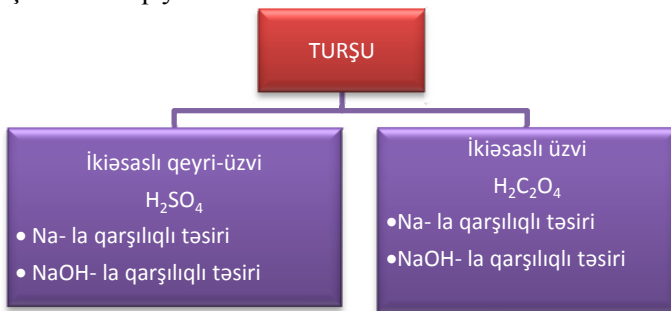 TURŞU
İkiəsaslı qeyri-üzvi
H₂SO₄
• Na- la qarşılıqlı təsiri
• NaOH- la qarşılıqlı təsiri
İkiəsaslı üzvi
H₂C₂O₄
•Na- la qarşılıqlı təsiri
•NaOH- la qarşılıqlı təsiri